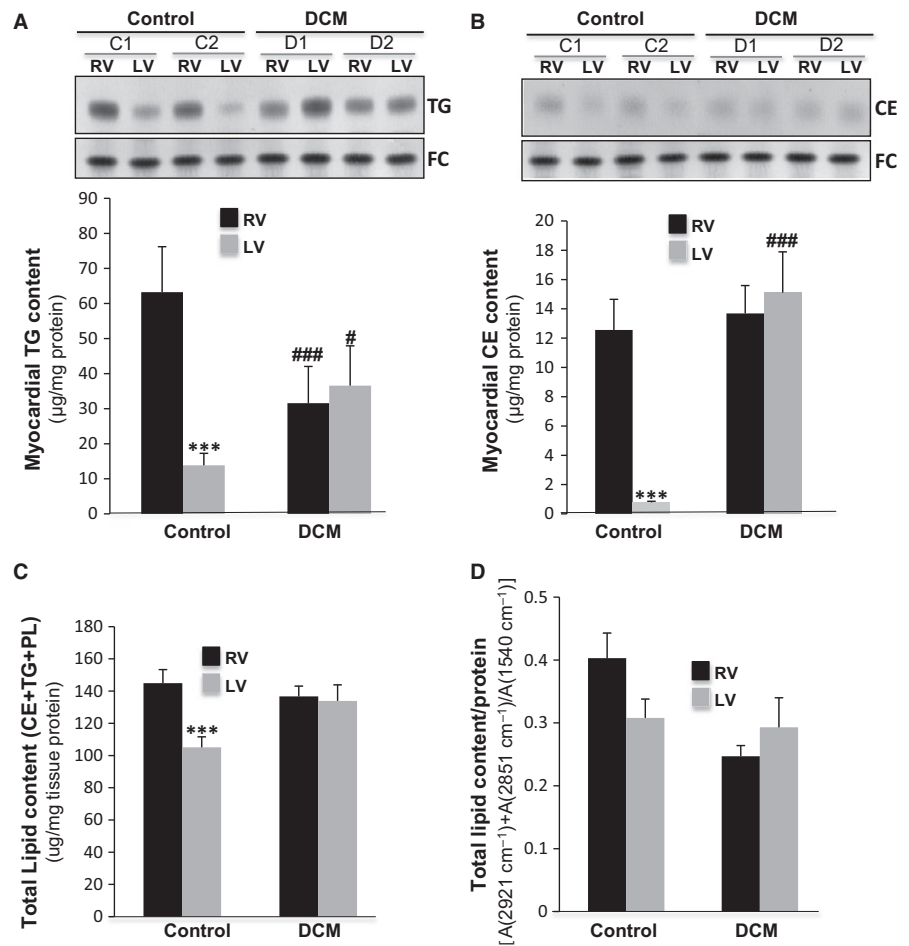 A
Control DCM
C1 C2 D1 D2
RV LV RV LV RV LV RV LV
TG
FC
90
80
70
60
50
40
30
20
10
0
Myocardial TG content
(µg/mg protein)
RV
LV
***
###
#
Control DCM
B
Control DCM
C1 C2 D1 D2
RV LV RV LV RV LV RV LV
CE
FC
20
18
16
14
12
10
8
6
4
2
0
Myocardial CE content
(µg/mg protein)
RV
LV
***
###
Control DCM
C
180
160
140
120
100
80
60
40
20
0
Total Lipid content (CE+TG+PL)
(ug/mg tissue protein)
RV
LV
***
Control DCM
D
0.5
0.4
0.3
0.2
0.1
0
Total lipid content/protein
[A(2921 cm⁻¹)+A(2851 cm⁻¹)/A(1540 cm⁻¹)]
RV
LV
Control DCM